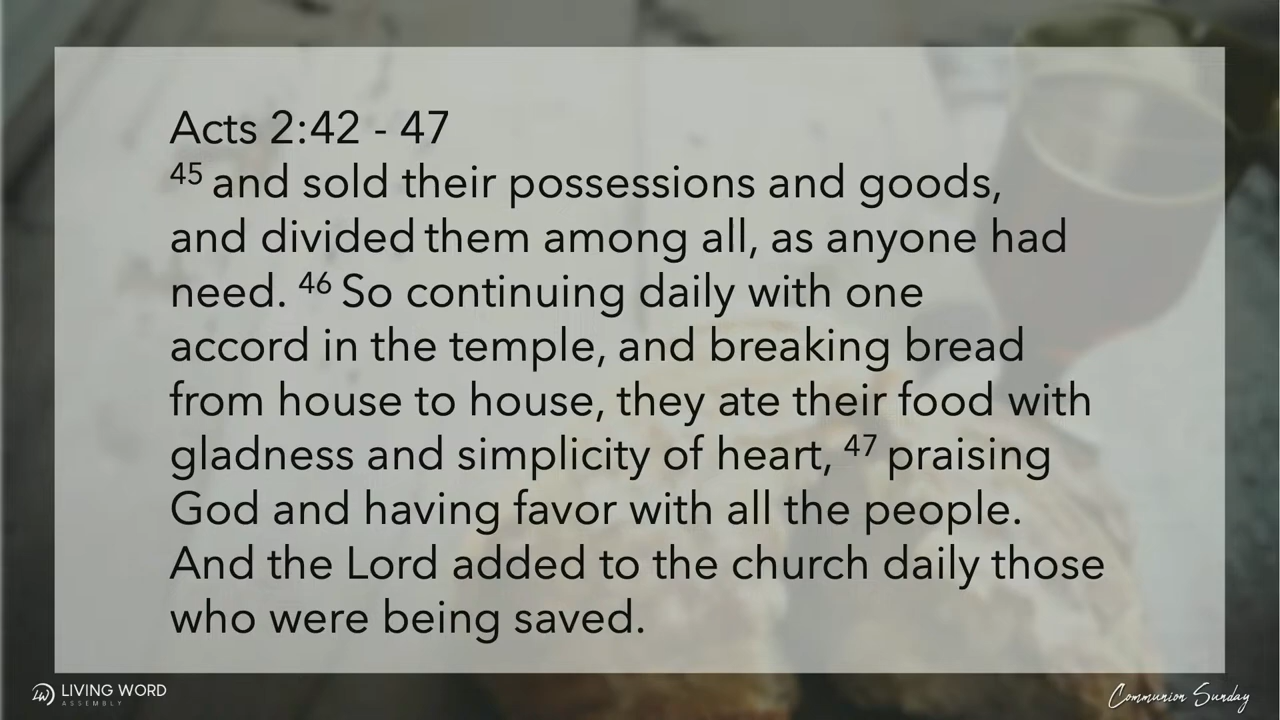 Acts 2:42 - 47
45 and sold their possessions and goods,
and divided them among all, as anyone had
need. 46 So continuing daily with one
accord in the temple, and breaking bread
from house to house, they ate their food with
gladness and simplicity of heart, 47 praising
God and having favor with all the people.
And the Lord added to the church daily those
who were being saved.
LW LIVING WORD
ASSEMBLY
Communion Sunday